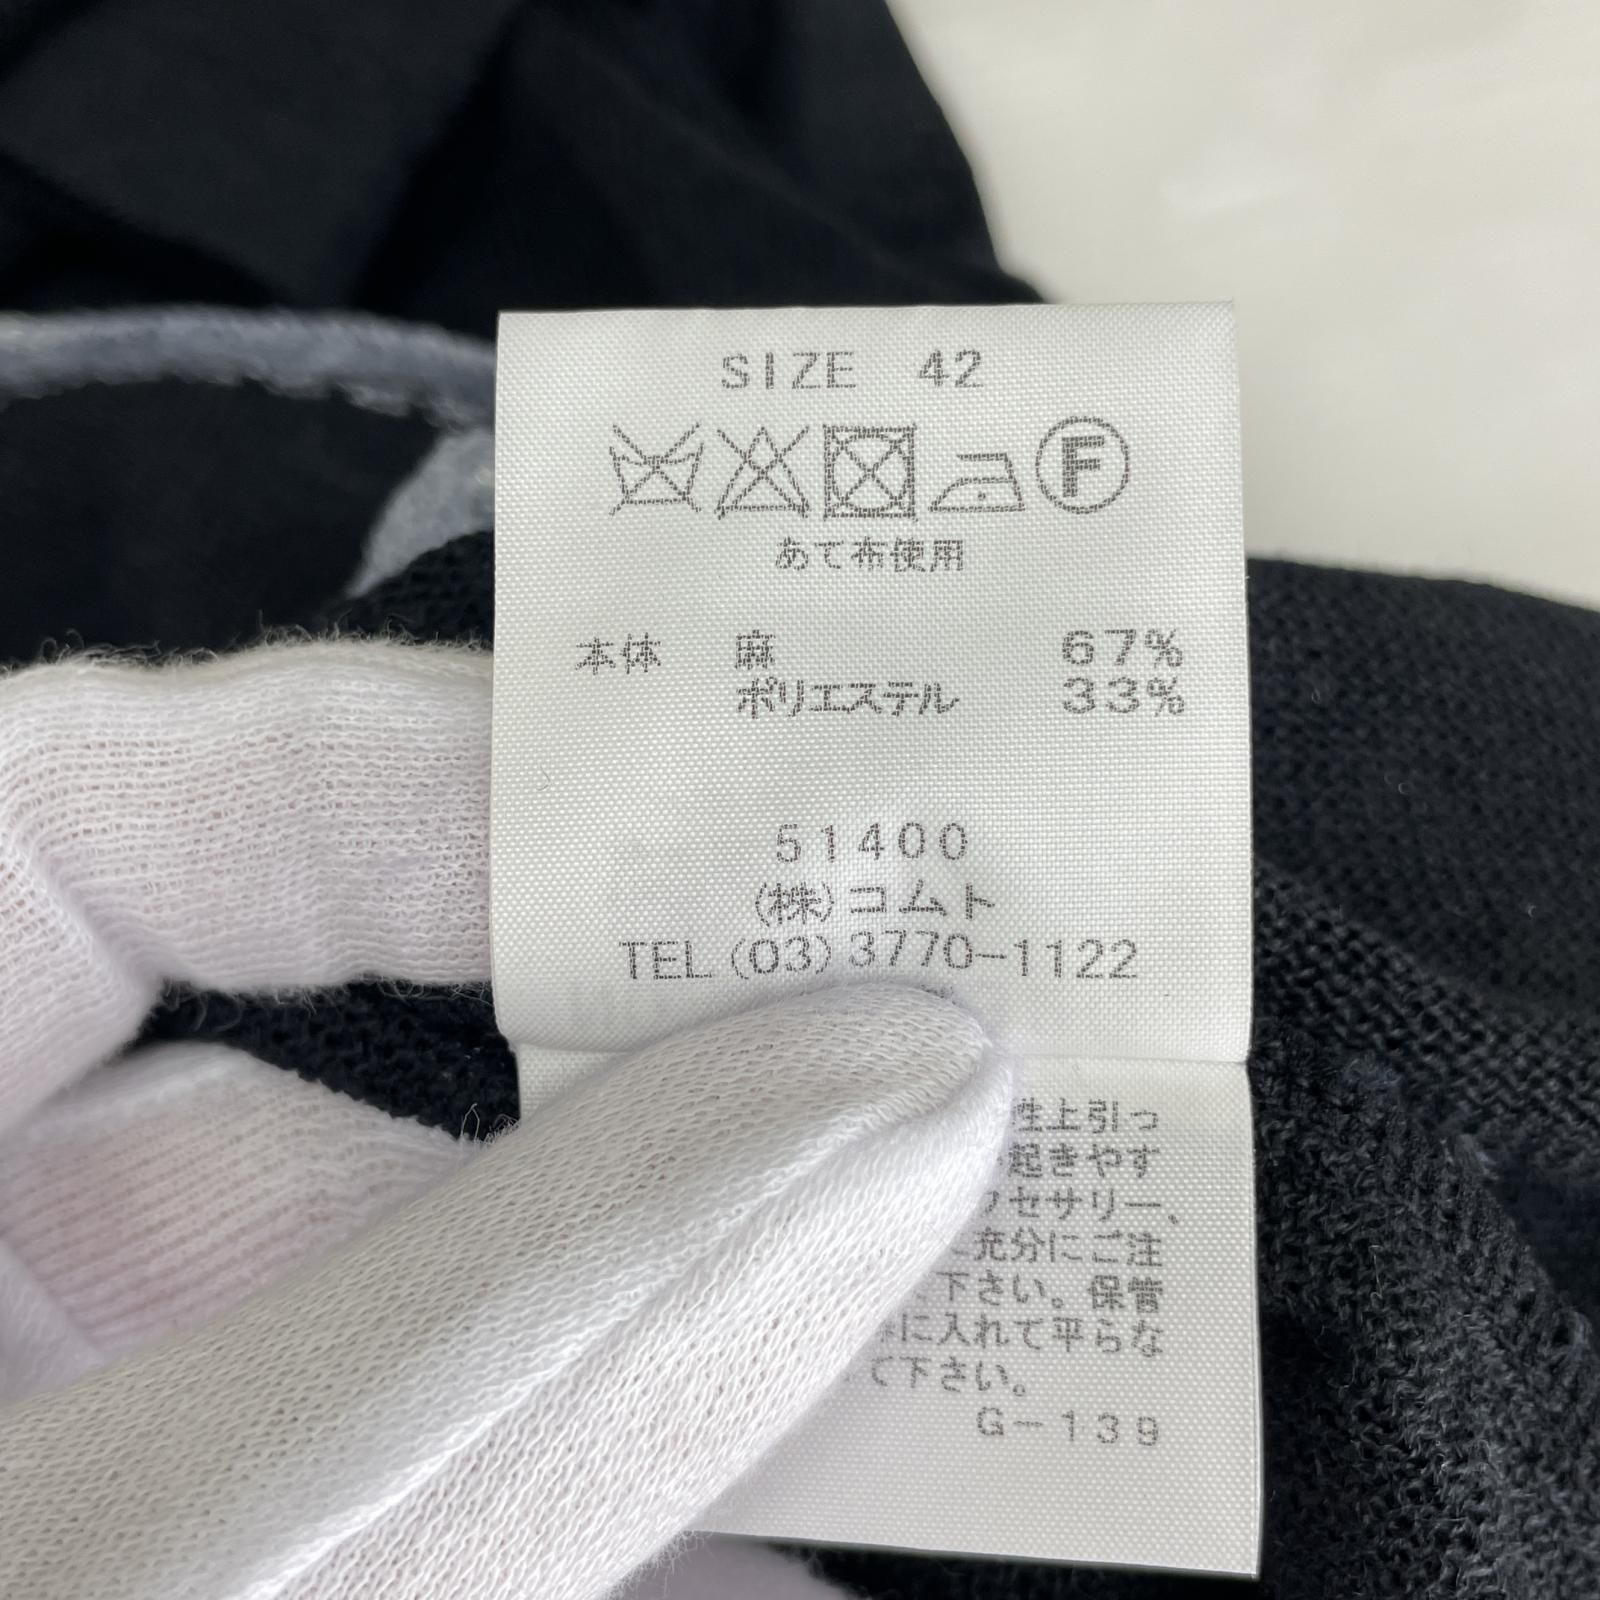 SIZE 42
F
あて布使用
本体 麻 67%
ポリエステル 33%
51400
(株)コムト
TEL (03) 3770-1122
性上引っ
起きやす
セサリー、
充分にご注
下さい。保管
に入れて平らな
て下さい。
G-139